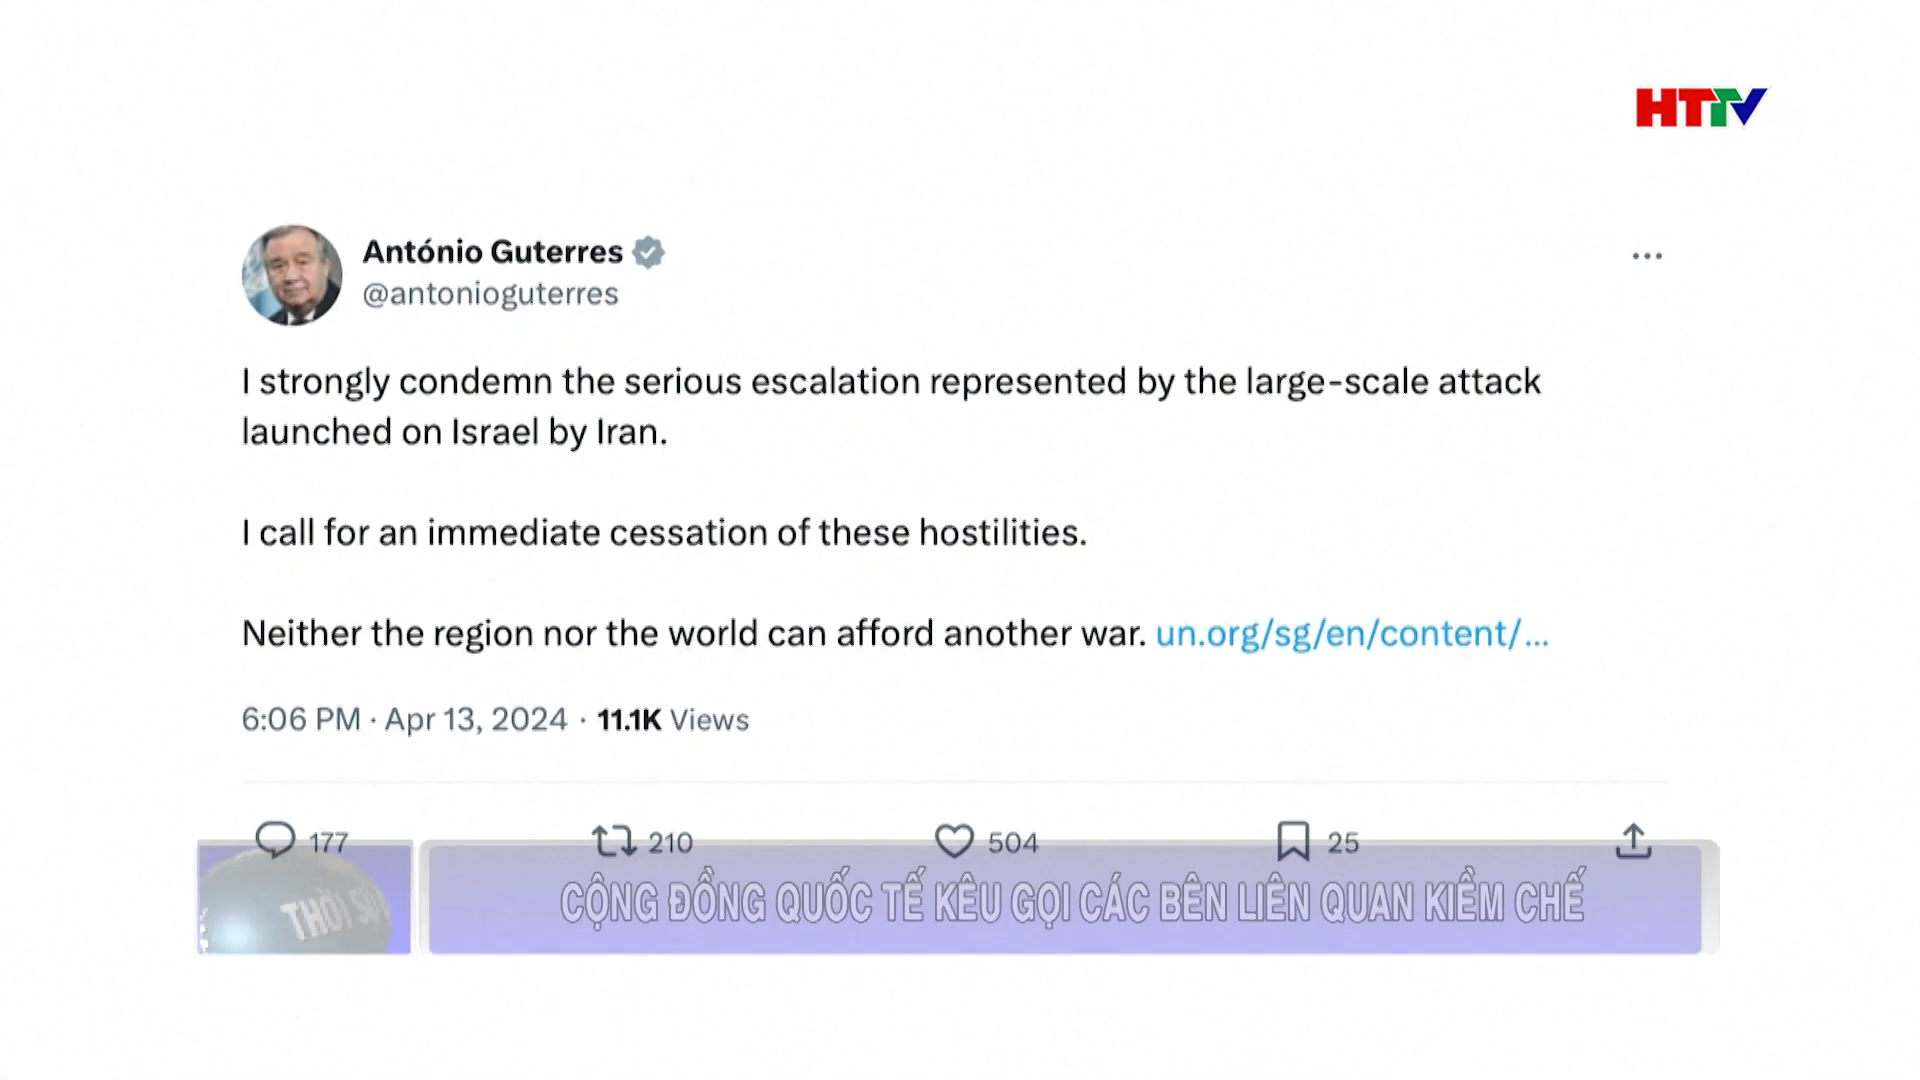 HTTV
António Guterres
@antonioguterres
I strongly condemn the serious escalation represented by the large-scale attack
launched on Israel by Iran.
I call for an immediate cessation of these hostilities.
Neither the region nor the world can afford another war. un.org/sg/en/content/...
6:06 PM · Apr 13, 2024 · 11.1K Views
177 210 504 25
THỜI SỰ
CỘNG ĐỒNG QUỐC TẾ KÊU GỌI CÁC BÊN LIÊN QUAN KIỀM CHẾ